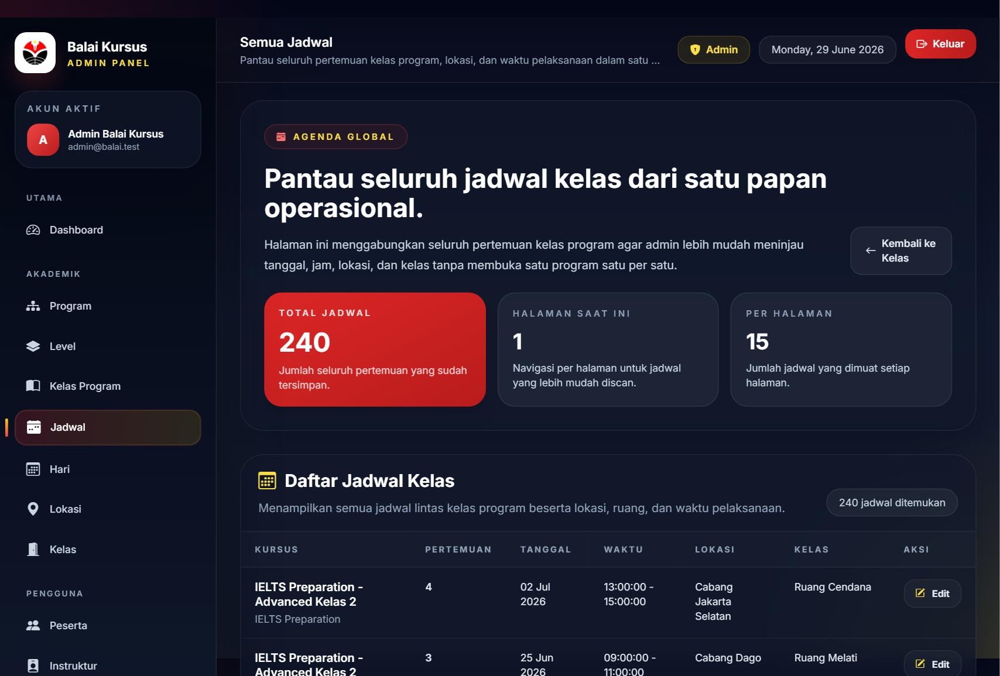 Balai Kursus
ADMIN PANEL
AKUN AKTIF
A
Admin Balai Kursus
admin@balai.test
UTAMA
Dashboard
AKADEMIK
Program
Level
Kelas Program
Jadwal
Hari
Lokasi
Kelas
PENGGUNA
Peserta
Instruktur
Semua Jadwal
Pantau seluruh pertemuan kelas program, lokasi, dan waktu pelaksanaan dalam satu ...
Admin
Monday, 29 June 2026
Keluar
AGENDA GLOBAL
Pantau seluruh jadwal kelas dari satu papan
operasional.
Halaman ini menggabungkan seluruh pertemuan kelas program agar admin lebih mudah meninjau
tanggal, jam, lokasi, dan kelas tanpa membuka satu program satu per satu.
Kembali ke
Kelas
TOTAL JADWAL
240
Jumlah seluruh pertemuan yang sudah
tersimpan.
HALAMAN SAAT INI
1
Navigasi per halaman untuk jadwal
yang lebih mudah discan.
PER HALAMAN
15
Jumlah jadwal yang dimuat setiap
halaman.
Daftar Jadwal Kelas
Menampilkan semua jadwal lintas kelas program beserta lokasi, ruang, dan waktu pelaksanaan.
240 jadwal ditemukan
KURSUS PERTEMUAN TANGGAL WAKTU LOKASI KELAS AKSI
IELTS Preparation -
Advanced Kelas 2
IELTS Preparation
4
02 Jul
2026
13:00:00 -
15:00:00
Cabang
Jakarta
Selatan
Ruang Cendana
Edit
IELTS Preparation -
Advanced Kelas 2
3
25 Jun
2026
09:00:00 -
11:00:00
Cabang Dago
Ruang Melati
Edit